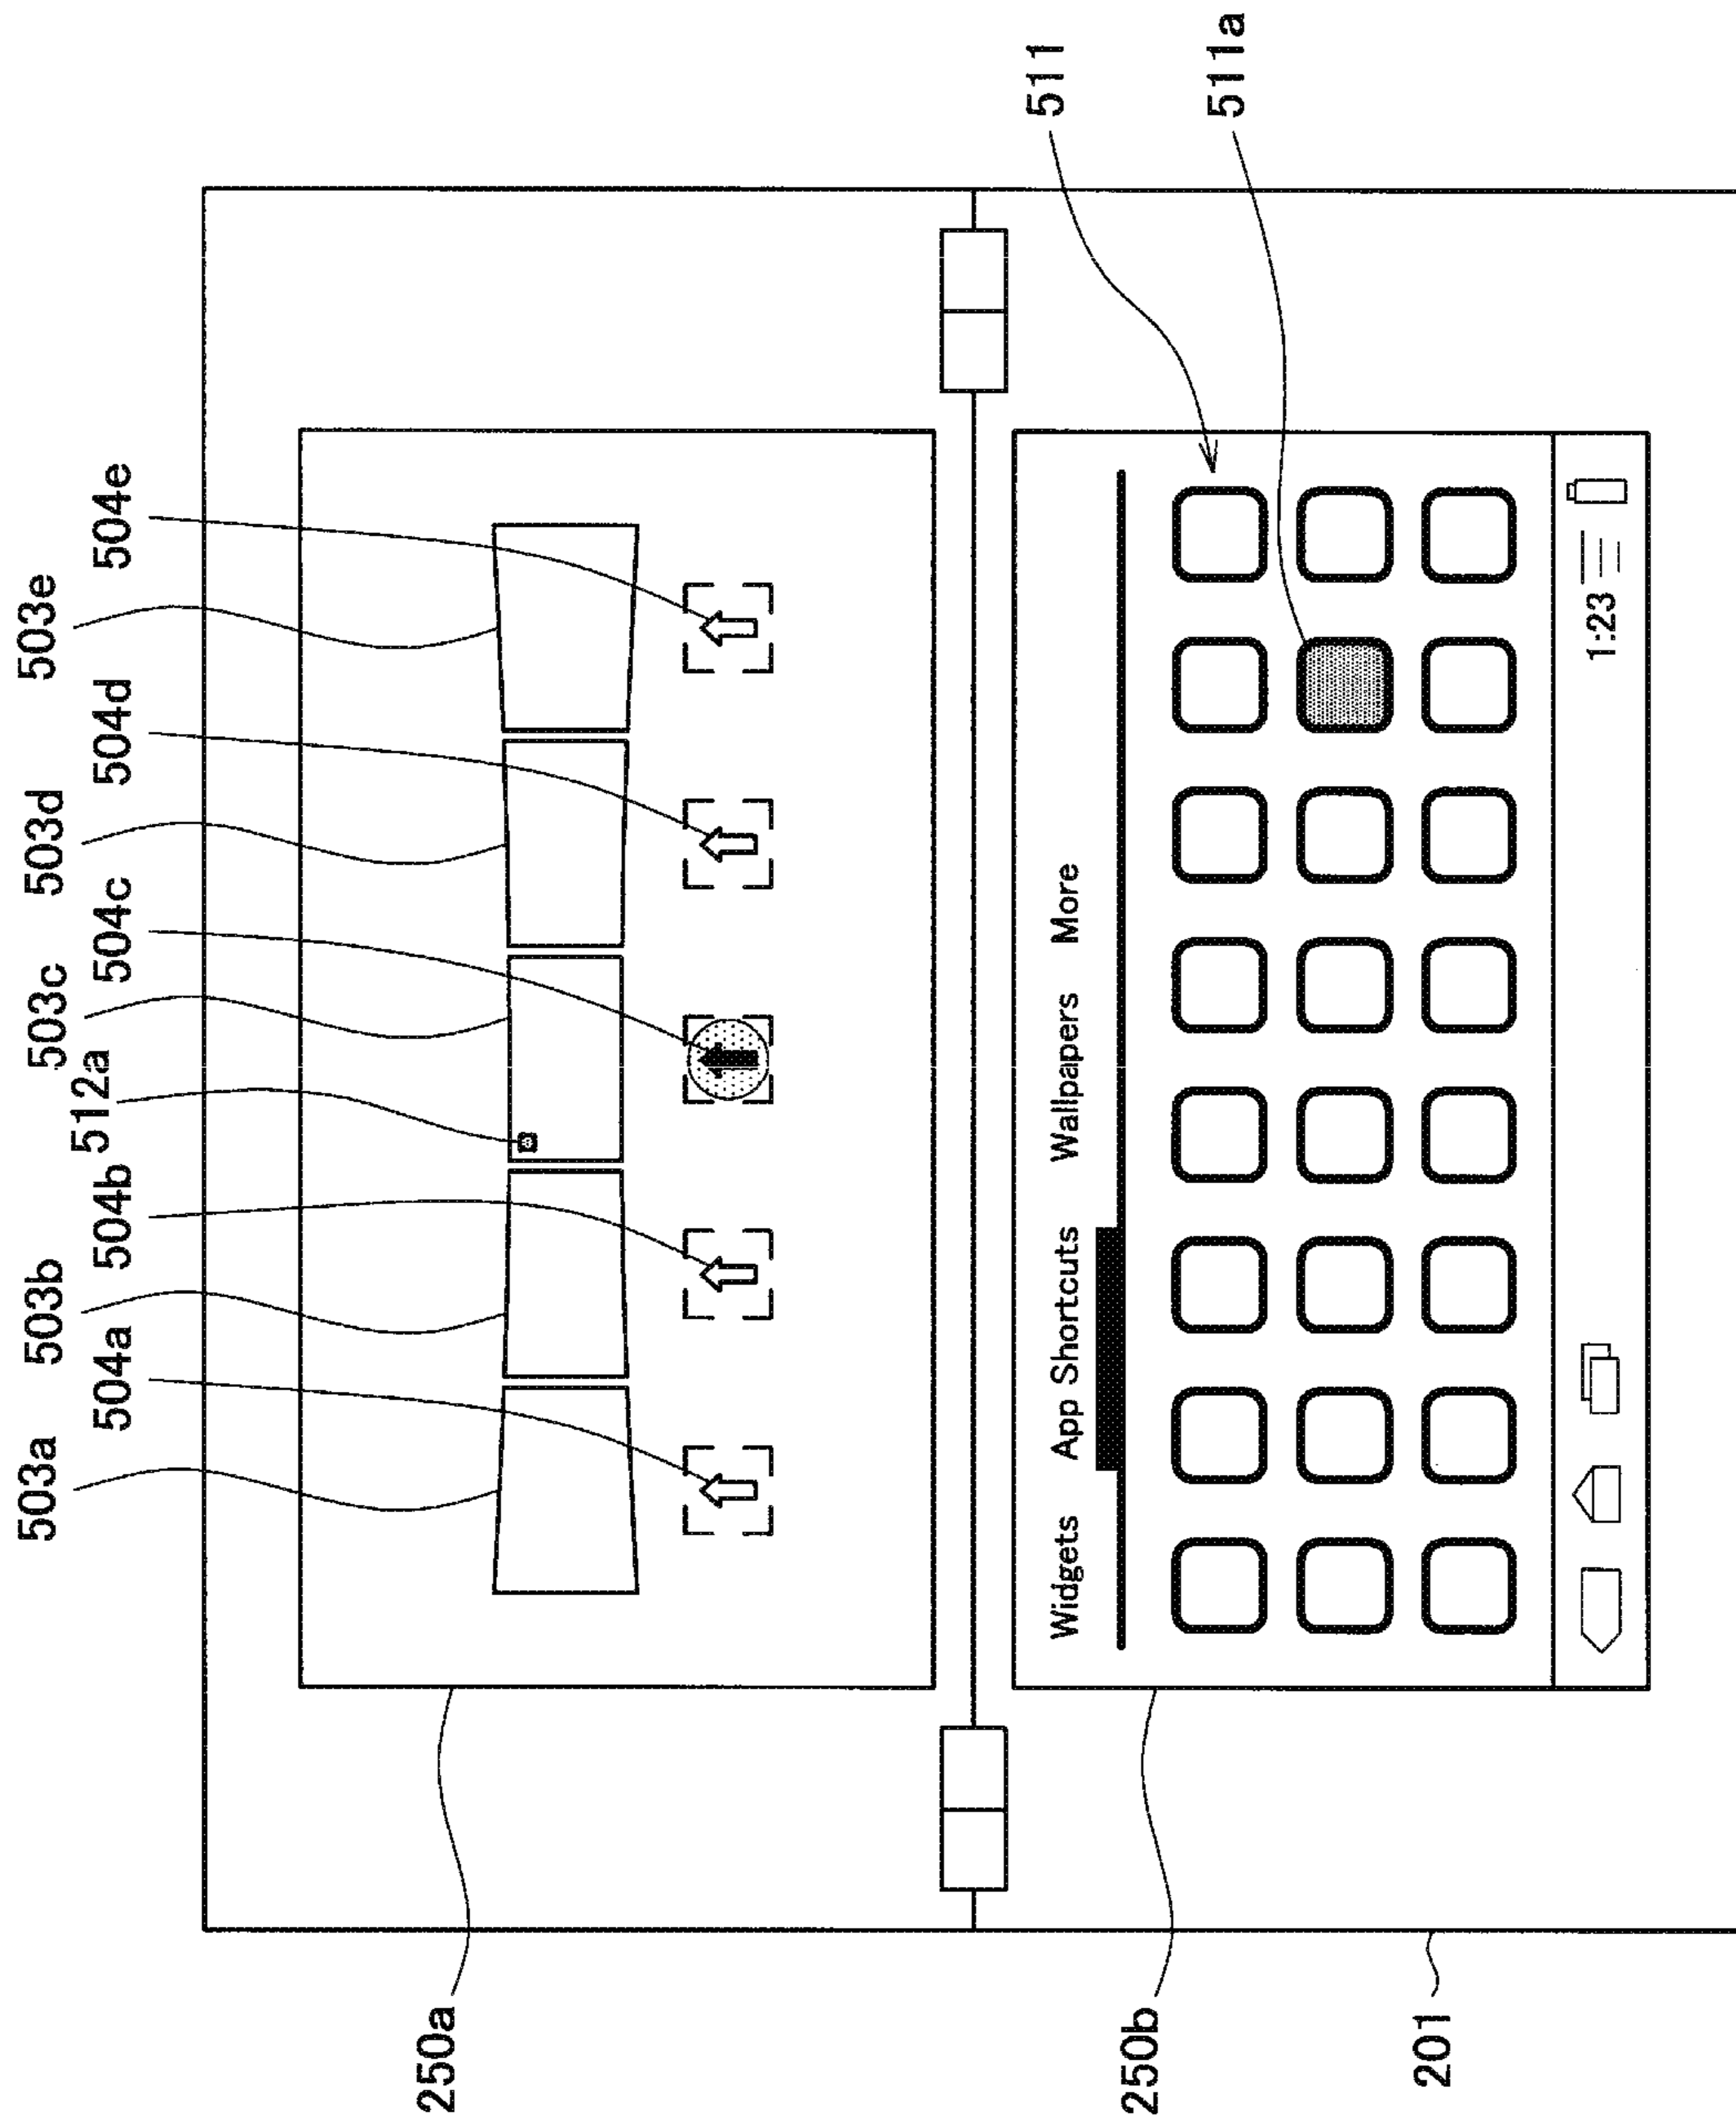 503a 503b 503c 503d 503e
512a
504a 504b 504c 504d 504e
250a
511
Widgets App Shortcuts Wallpapers More
250b
511a
201
1:23